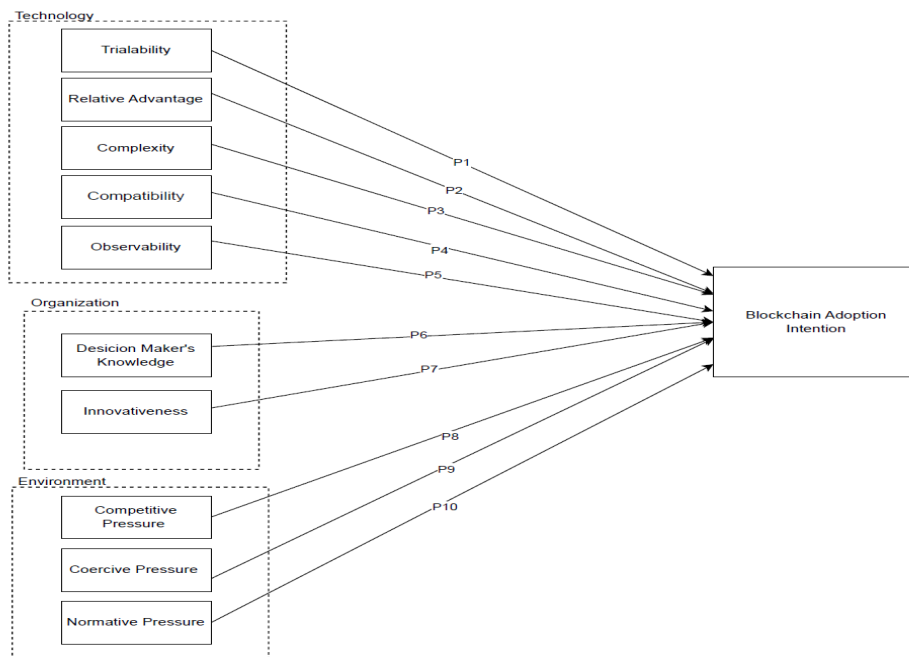 Technology
Trialability
Relative Advantage
Complexity
Compatibility
Observability
Organization
Desicion Maker's
Knowledge
Innovativeness
Environment
Competitive
Pressure
Coercive Pressure
Normative Pressure
P1
P2
P3
P4
P5
P6
P7
P8
P9
P10
Blockchain Adoption
Intention